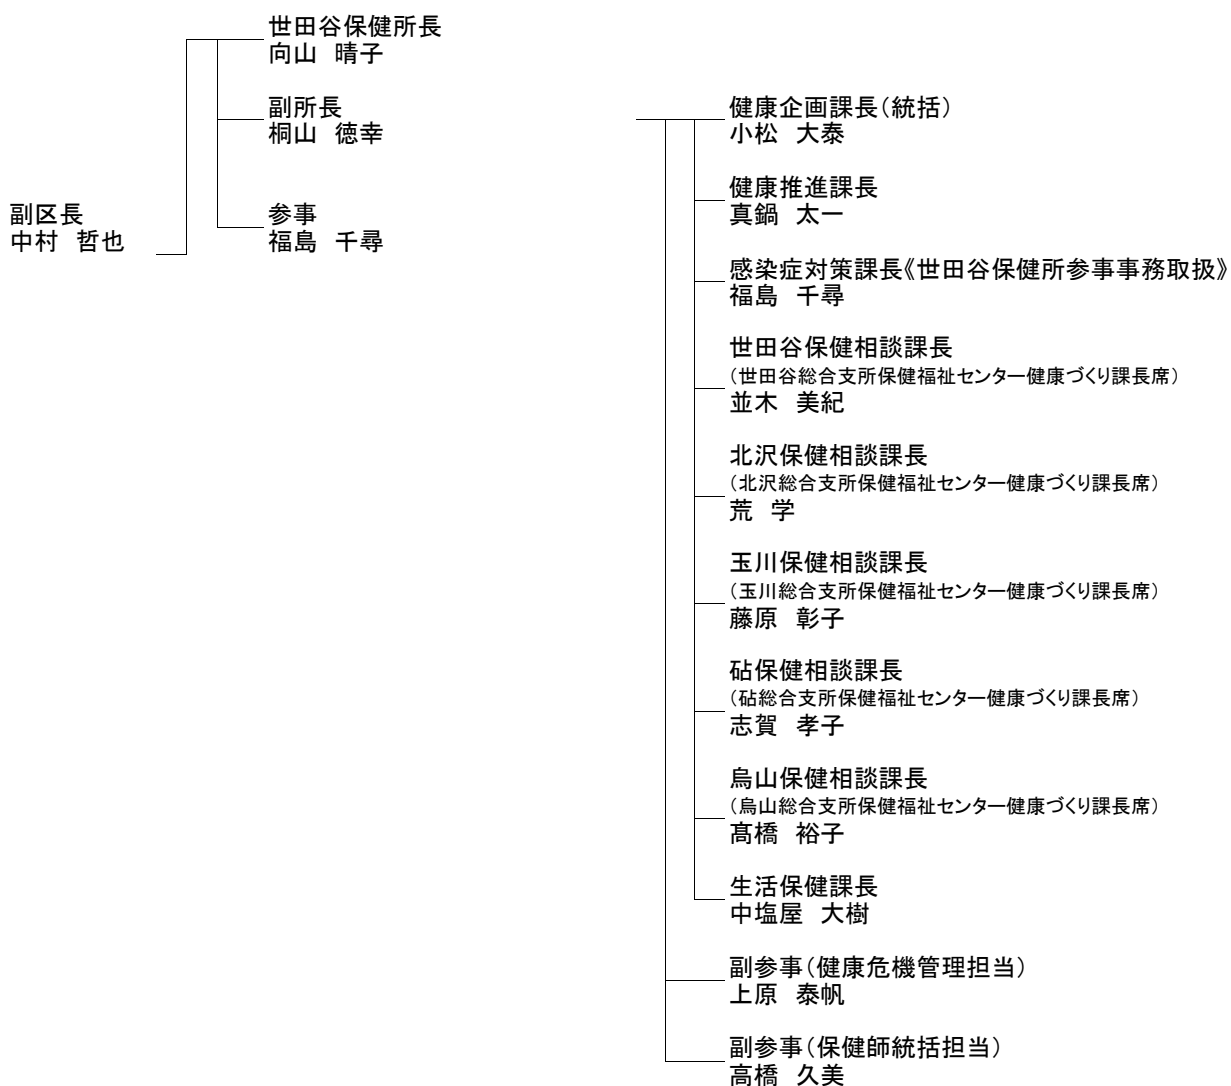 副区長
中村 哲也
世田谷保健所長
向山 晴子
副所長
桐山 徳幸
参事
福島 千尋
健康企画課長(統括)
小松 大泰
健康推進課長
真鍋 太一
感染症対策課長《世田谷保健所参事事務取扱》
福島 千尋
世田谷保健相談課長
(世田谷総合支所保健福祉センター健康づくり課長席)
並木 美紀
北沢保健相談課長
(北沢総合支所保健福祉センター健康づくり課長席)
荒 学
玉川保健相談課長
(玉川総合支所保健福祉センター健康づくり課長席)
藤原 彰子
砧保健相談課長
(砧総合支所保健福祉センター健康づくり課長席)
志賀 孝子
烏山保健相談課長
(烏山総合支所保健福祉センター健康づくり課長席)
髙橋 裕子
生活保健課長
中塩屋 大樹
副参事(健康危機管理担当)
上原 泰帆
副参事(保健師統括担当)
高橋 久美